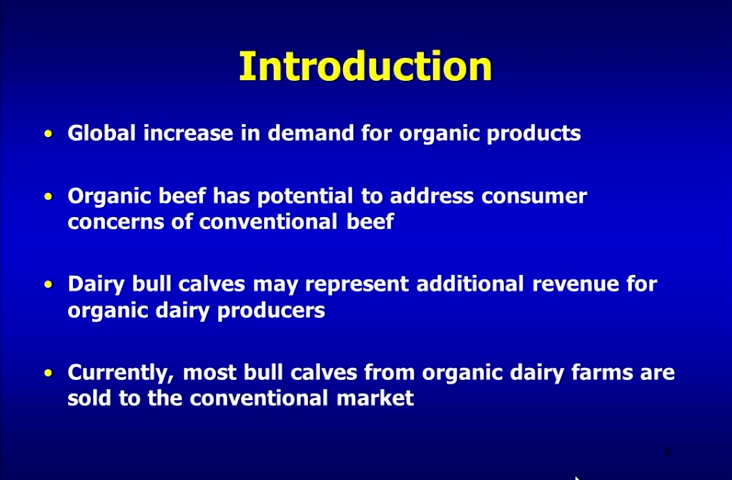 Introduction
• Global increase in demand for organic products
• Organic beef has potential to address consumer
concerns of conventional beef
• Dairy bull calves may represent additional revenue for
organic dairy producers
• Currently, most bull calves from organic dairy farms are
sold to the conventional market